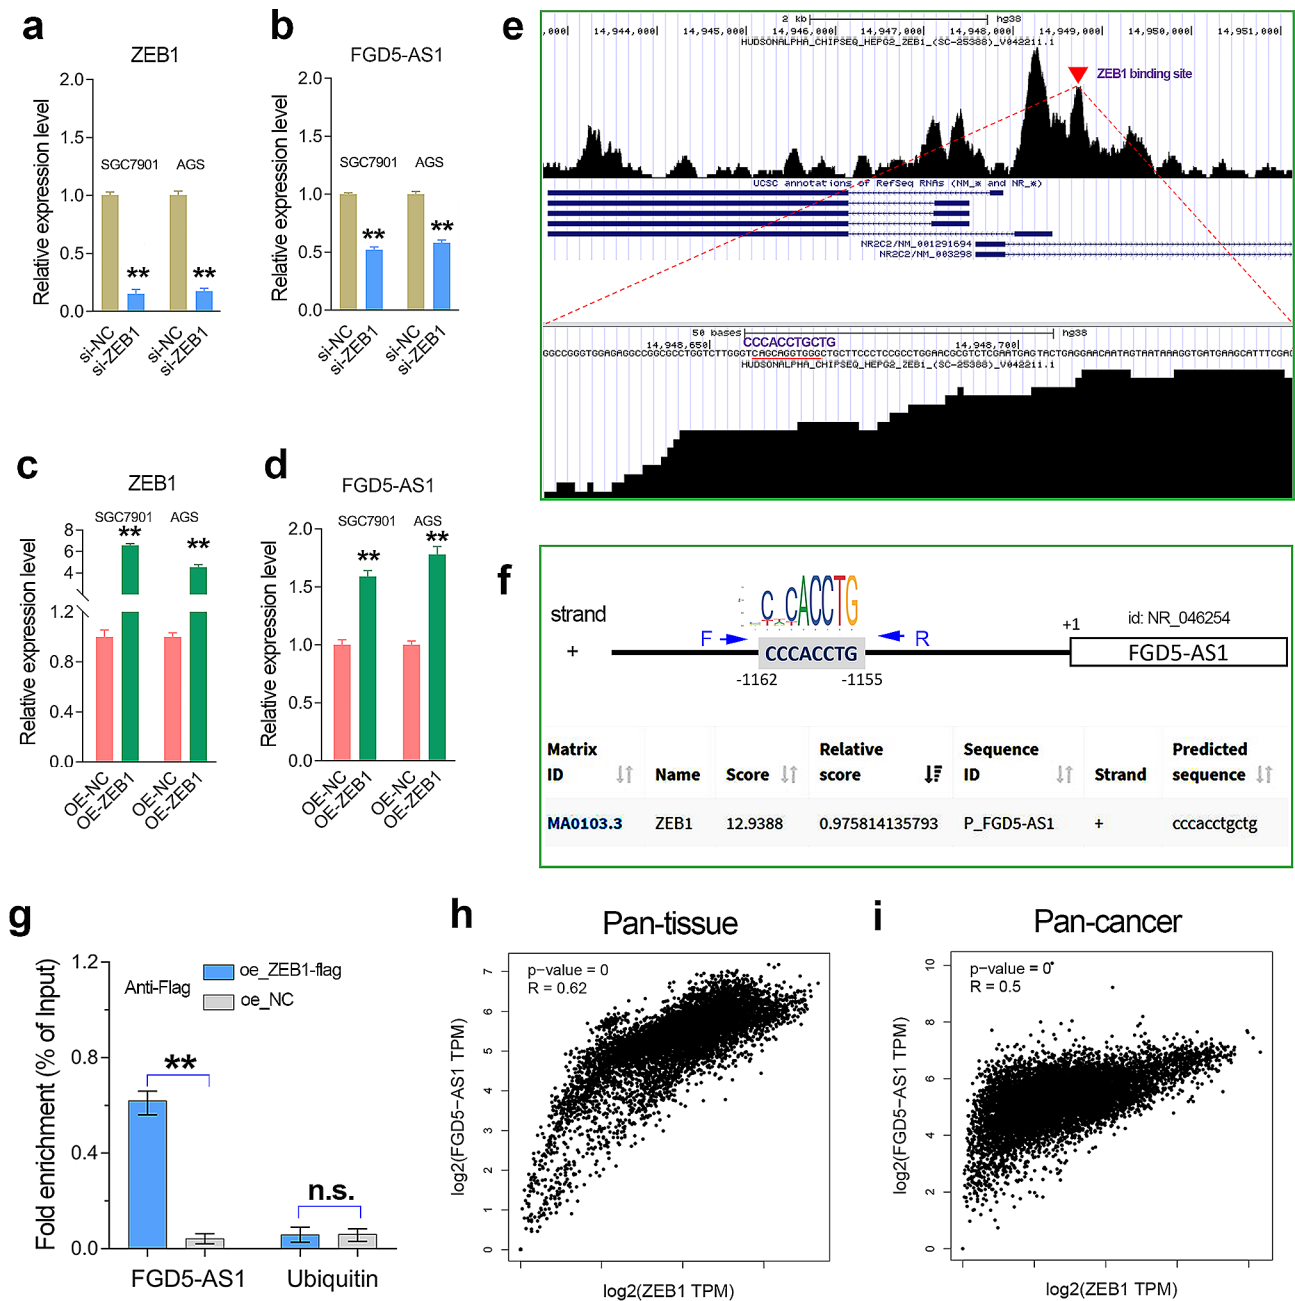 a
ZEB1
Relative expression level
2.0
1.5
1.0
0.5
0.0
SGC7901
AGS
**
**
si-NC
si-ZEB1
si-NC
si-ZEB1
b
FGD5-AS1
Relative expression level
2.0
1.5
1.0
0.5
0.0
SGC7901
AGS
**
**
si-NC
si-ZEB1
si-NC
si-ZEB1
c
ZEB1
Relative expression level
8
6
4
1.2
0.8
0.4
0.0
SGC7901
AGS
**
**
OE-NC
OE-ZEB1
OE-NC
OE-ZEB1
d
FGD5-AS1
Relative expression level
2.0
1.5
1.0
0.5
0.0
SGC7901
AGS
**
**
OE-NC
OE-ZEB1
OE-NC
OE-ZEB1
e
2 kb hg38
,000| 14,944,000| 14,945,000| 14,946,000| 14,947,000| 14,948,000| 14,949,000| 14,950,000| 14,951,000|
HUDSONALPHA_CHIPSEQ_HEPG2_ZEB1_(SC-25388)_V042211.1
ZEB1 binding site
UCSC annotations of RefSeq RNAs (NM_* and NR_*)
NR2C2/NM_001291694
NR2C2/NM_003298
50 bases hg38
14,948,650| CCCACCTGCTG 14,948,700|
HUDSONALPHA_CHIPSEQ_HEPG2_ZEB1_(SC-25388)_V042211.1
f
strand
+
CNCACCTG
F
R
CCCACCTG
-1162
-1155
+1
id: NR_046254
FGD5-AS1
Matrix ID Name Score Relative score Sequence ID Strand Predicted sequence
MA0103.3 ZEB1 12.9388 0.975814135793 P_FGD5-AS1 + cccacctgctg
g
Fold enrichment (% of Input)
1.2
0.8
0.4
0.0
Anti-Flag
oe_ZEB1-flag
oe_NC
**
n.s.
FGD5-AS1
Ubiquitin
h
Pan-tissue
p-value = 0
R = 0.62
log2(FGD5-AS1 TPM)
7
6
5
4
3
2
1
0
log2(ZEB1 TPM)
i
Pan-cancer
p-value = 0
R = 0.5
log2(FGD5-AS1 TPM)
10
8
6
4
2
0
log2(ZEB1 TPM)